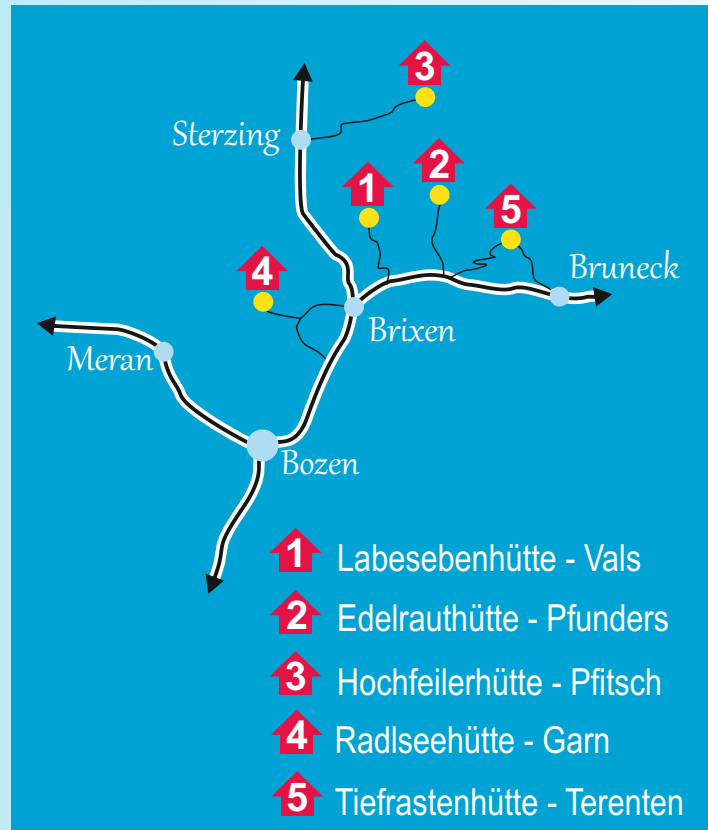 3
Sterzing
2
1
5
4
Bruneck
Brixen
Meran
Bozen
1 Labesebenhütte - Vals
2 Edelrauthütte - Pfunders
3 Hochfeilerhütte - Pfitsch
4 Radlseehütte - Garn
5 Tiefrastenhütte - Terenten